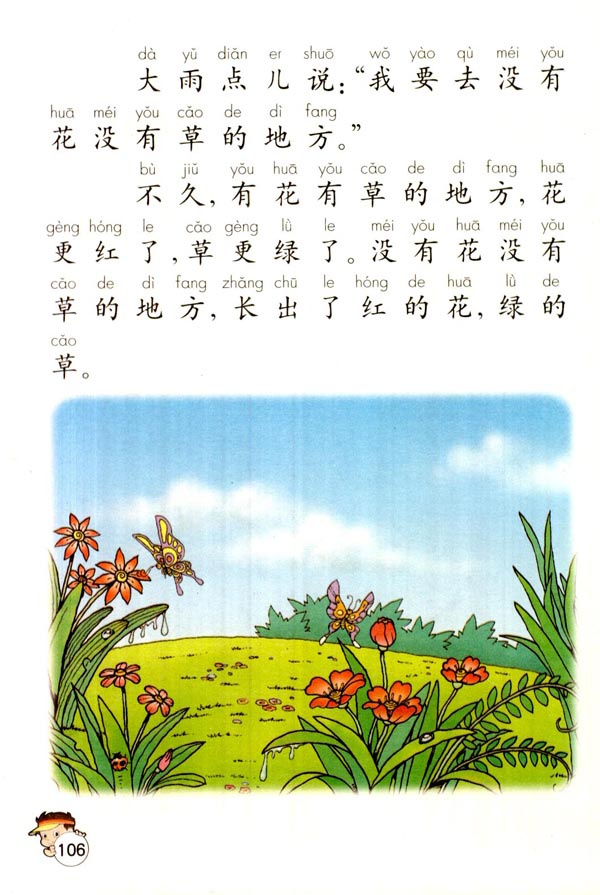 dà yǔ diǎn er shuō wǒ yào qù méi yǒu
大雨点儿说:“我要去没有
huā méi yǒu cǎo de dì fang
花没有草的地方。”
bù jiǔ yǒu huā yǒu cǎo de dì fang huā
不久,有花有草的地方,花
gèng hóng le cǎo gèng lǜ le méi yǒu huā méi yǒu
更红了,草更绿了。没有花没有
cǎo de dì fang zhǎng chū le hóng de huā lǜ de
草的地方,长出了红的花,绿的
cǎo
草。
106